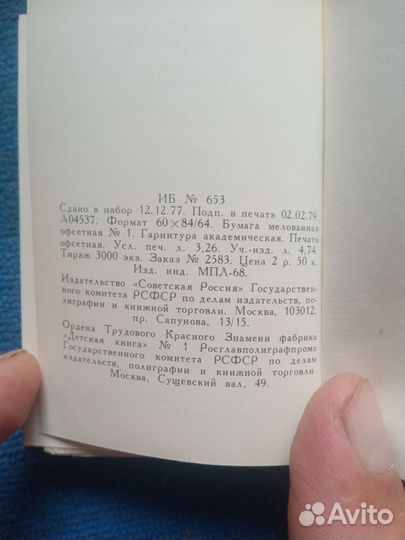 ИБ № 653
Сдано в набор 12.12.77. Подп. в печать 02.02.79.
А04537. Формат 60 × 84/64. Бумага мелованная
офсетная № 1. Гарнитура академическая. Печать
офсетная. Усл. печ. л. 3,26. Уч.-изд. л. 4,74.
Тираж 3000 экз. Заказ № 2583. Цена 2 р. 50 к.
Изд. инд. МПЛ-68.
Издательство «Советская Россия» Государствен-
ного комитета РСФСР по делам издательств, по-
лиграфии и книжной торговли. Москва, 103012,
пр. Сапунова, 13/15.
Ордена Трудового Красного Знамени фабрика
«Детская книга» № 1 Росглавполиграфпрома
Государственного комитета РСФСР по делам
издательств, полиграфии и книжной торговли
Москва, Сущевский вал, 49.
Avito